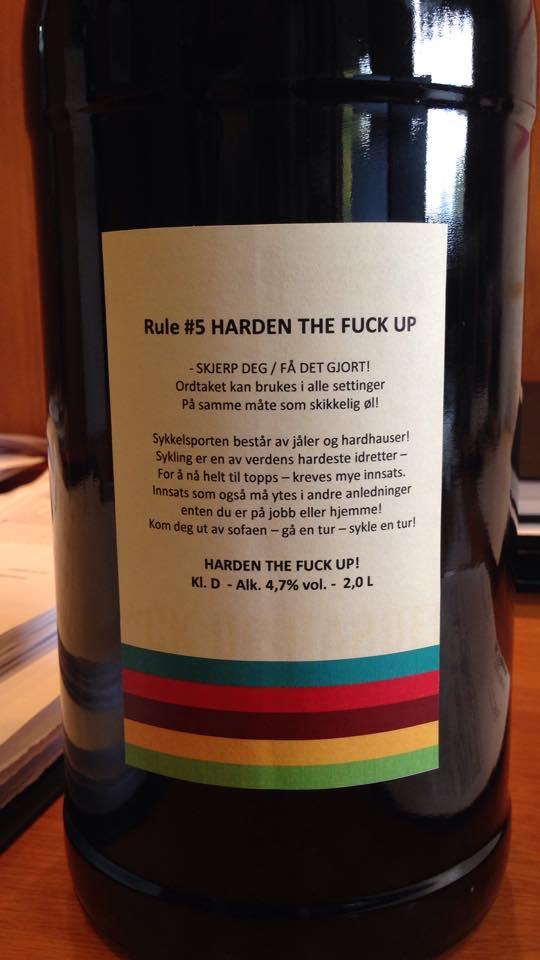 Rule #5 HARDEN THE FUCK UP
- SKJERP DEG / FÅ DET GJORT!
Ordtaket kan brukes i alle settinger
På samme måte som skikkelig øl!
Sykkelsporten består av jåler og hardhauser!
Sykling er en av verdens hardeste idretter –
For å nå helt til topps – kreves mye innsats.
Innsats som også må ytes i andre anledninger
enten du er på jobb eller hjemme!
Kom deg ut av sofaen – gå en tur – sykle en tur!
HARDEN THE FUCK UP!
Kl. D - Alk. 4,7% vol. - 2,0 L